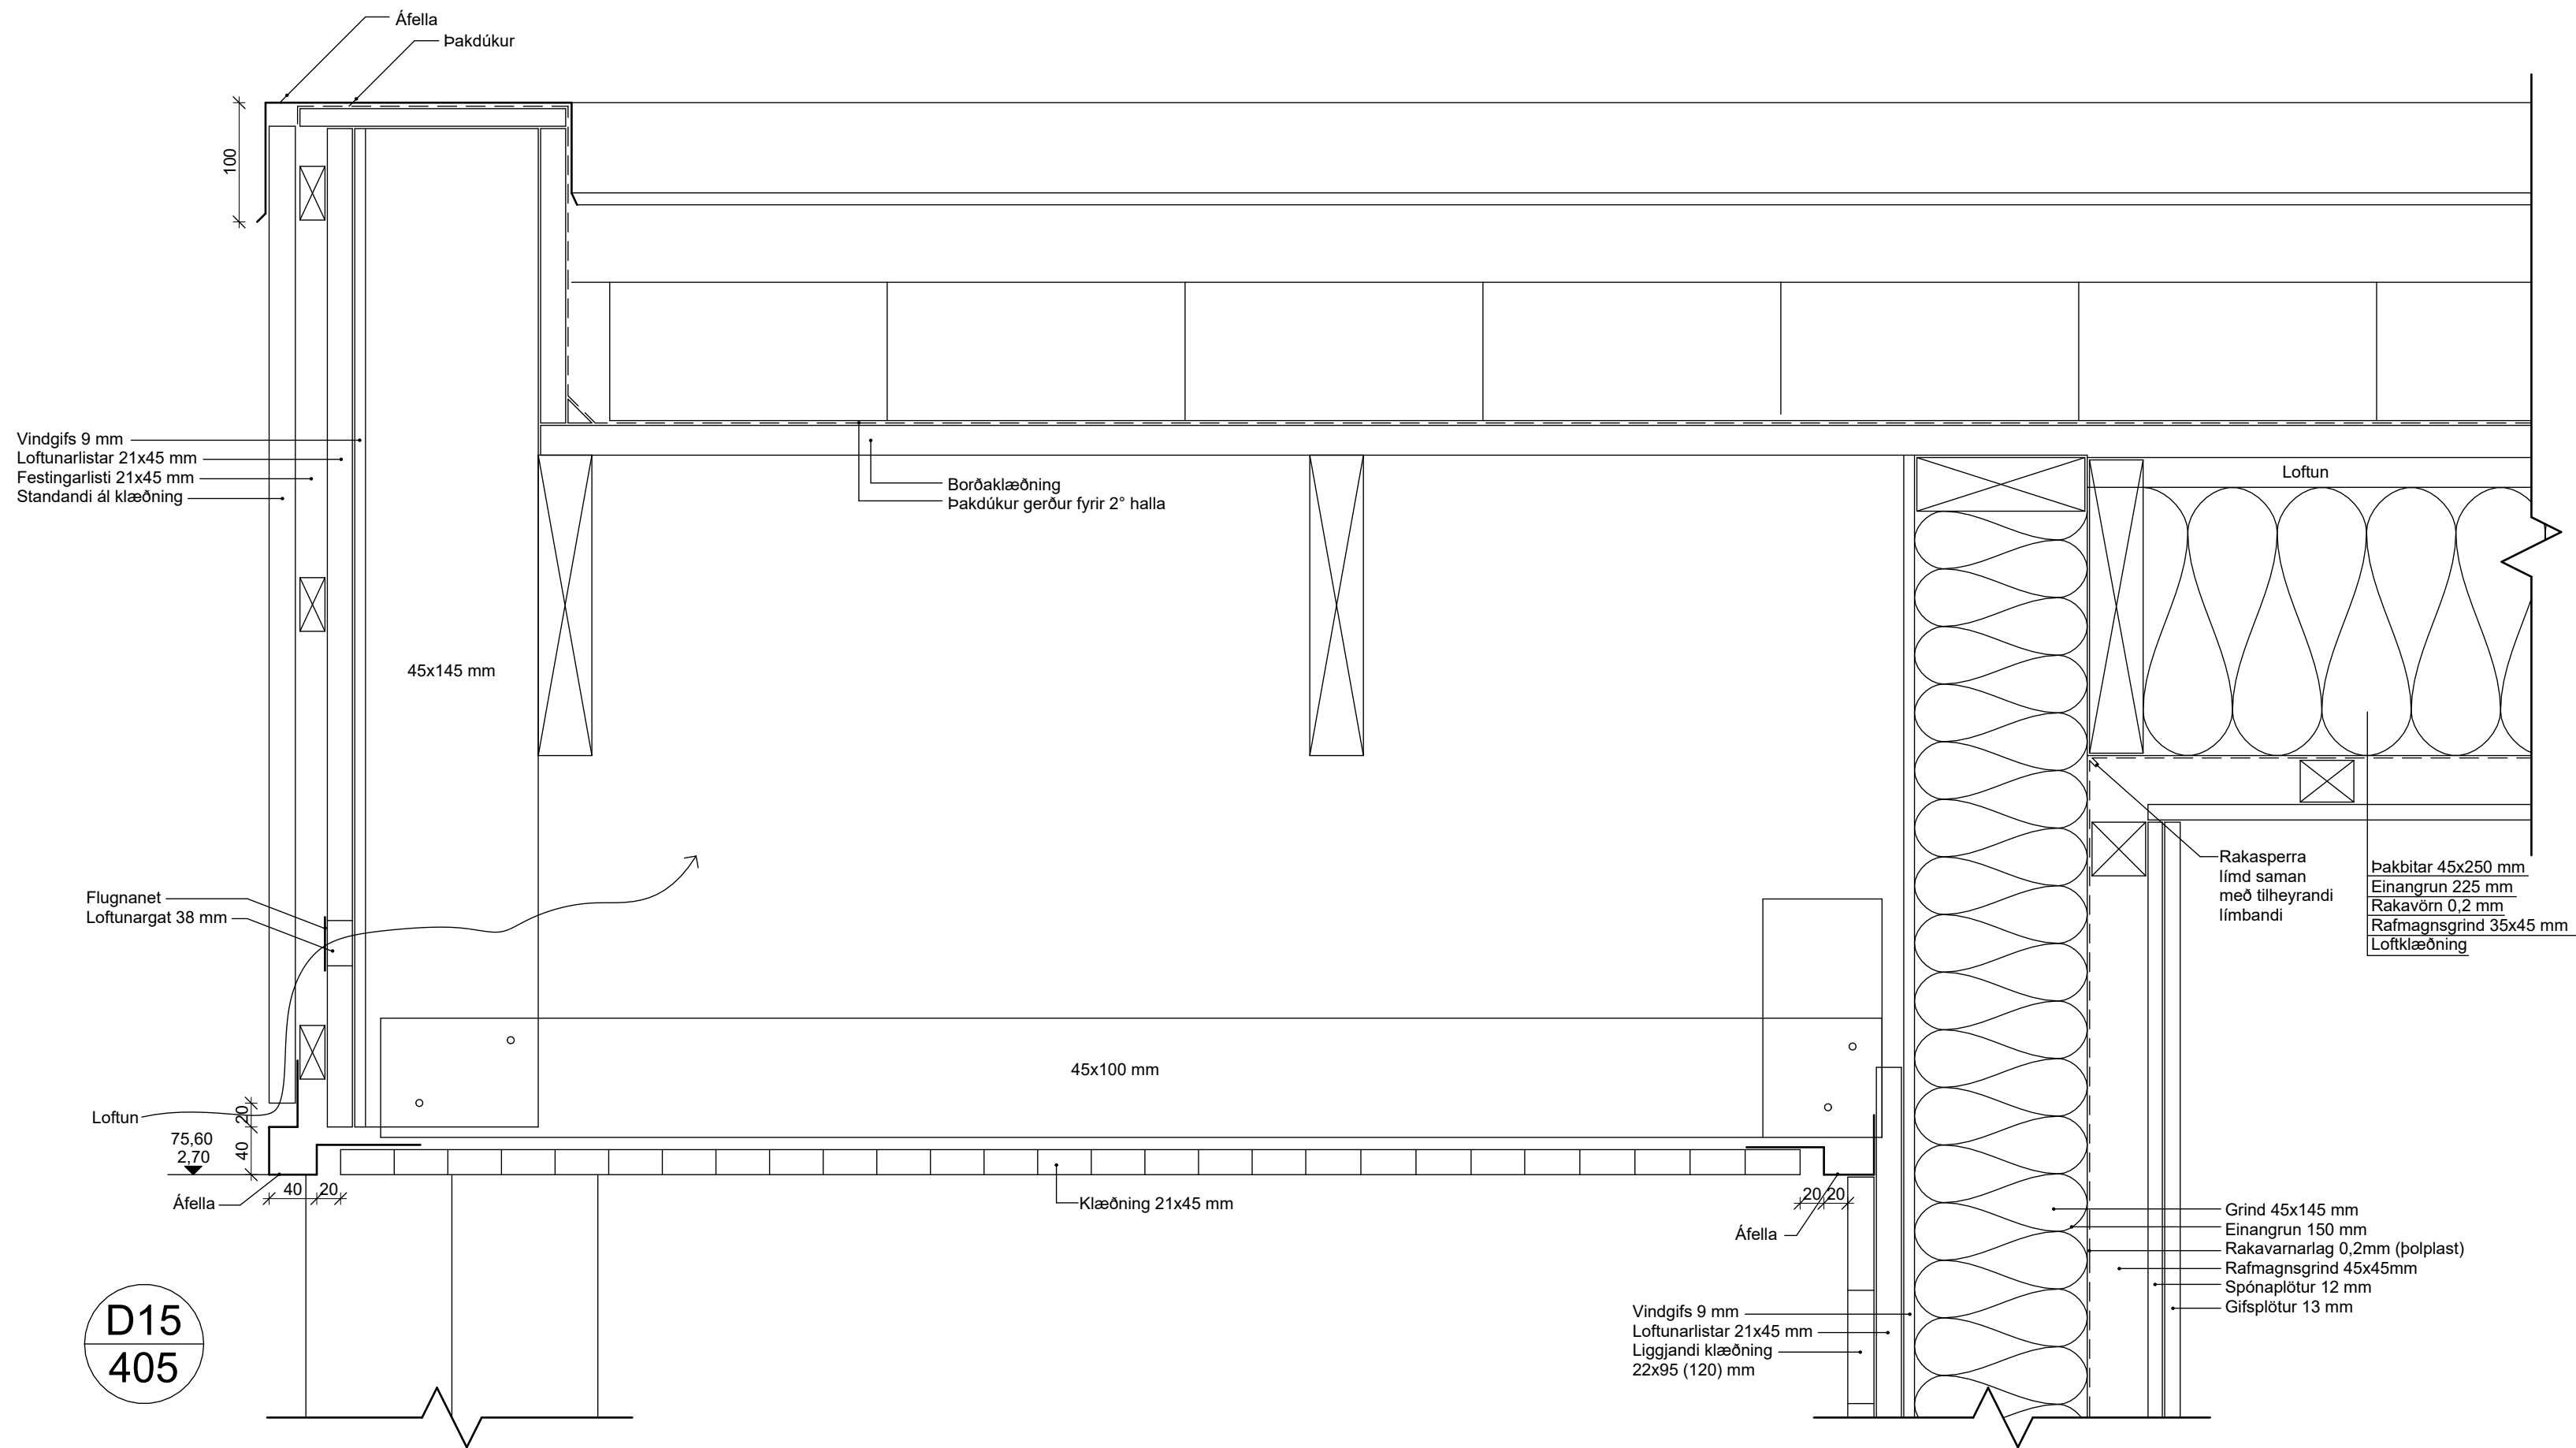 Áfella
Þakdúkur
100
Vindgifs 9 mm
Loftunarlistar 21x45 mm
Festingarlisti 21x45 mm
Standandi ál klæðning
Borðaklæðning
Þakdúkur gerður fyrir 2° halla
Loftun
45x145 mm
Flugnanet
Loftunargat 38 mm
Rakasperra
límd saman
með tilheyrandi
límbandi
Þakbitar 45x250 mm
Einangrun 225 mm
Rakavörn 0,2 mm
Rafmagnsgrind 35x45 mm
Loftklæðning
45x100 mm
Loftun
20
40
75,60
2,70
40
20
Áfella
Klæðning 21x45 mm
20
20
Áfella
Grind 45x145 mm
Einangrun 150 mm
Rakavarnarlag 0,2mm (þolplast)
Rafmagnsgrind 45x45mm
Spónaplötur 12 mm
Gifsplötur 13 mm
Vindgifs 9 mm
Loftunarlistar 21x45 mm
Liggjandi klæðning
22x95 (120) mm
D15
405